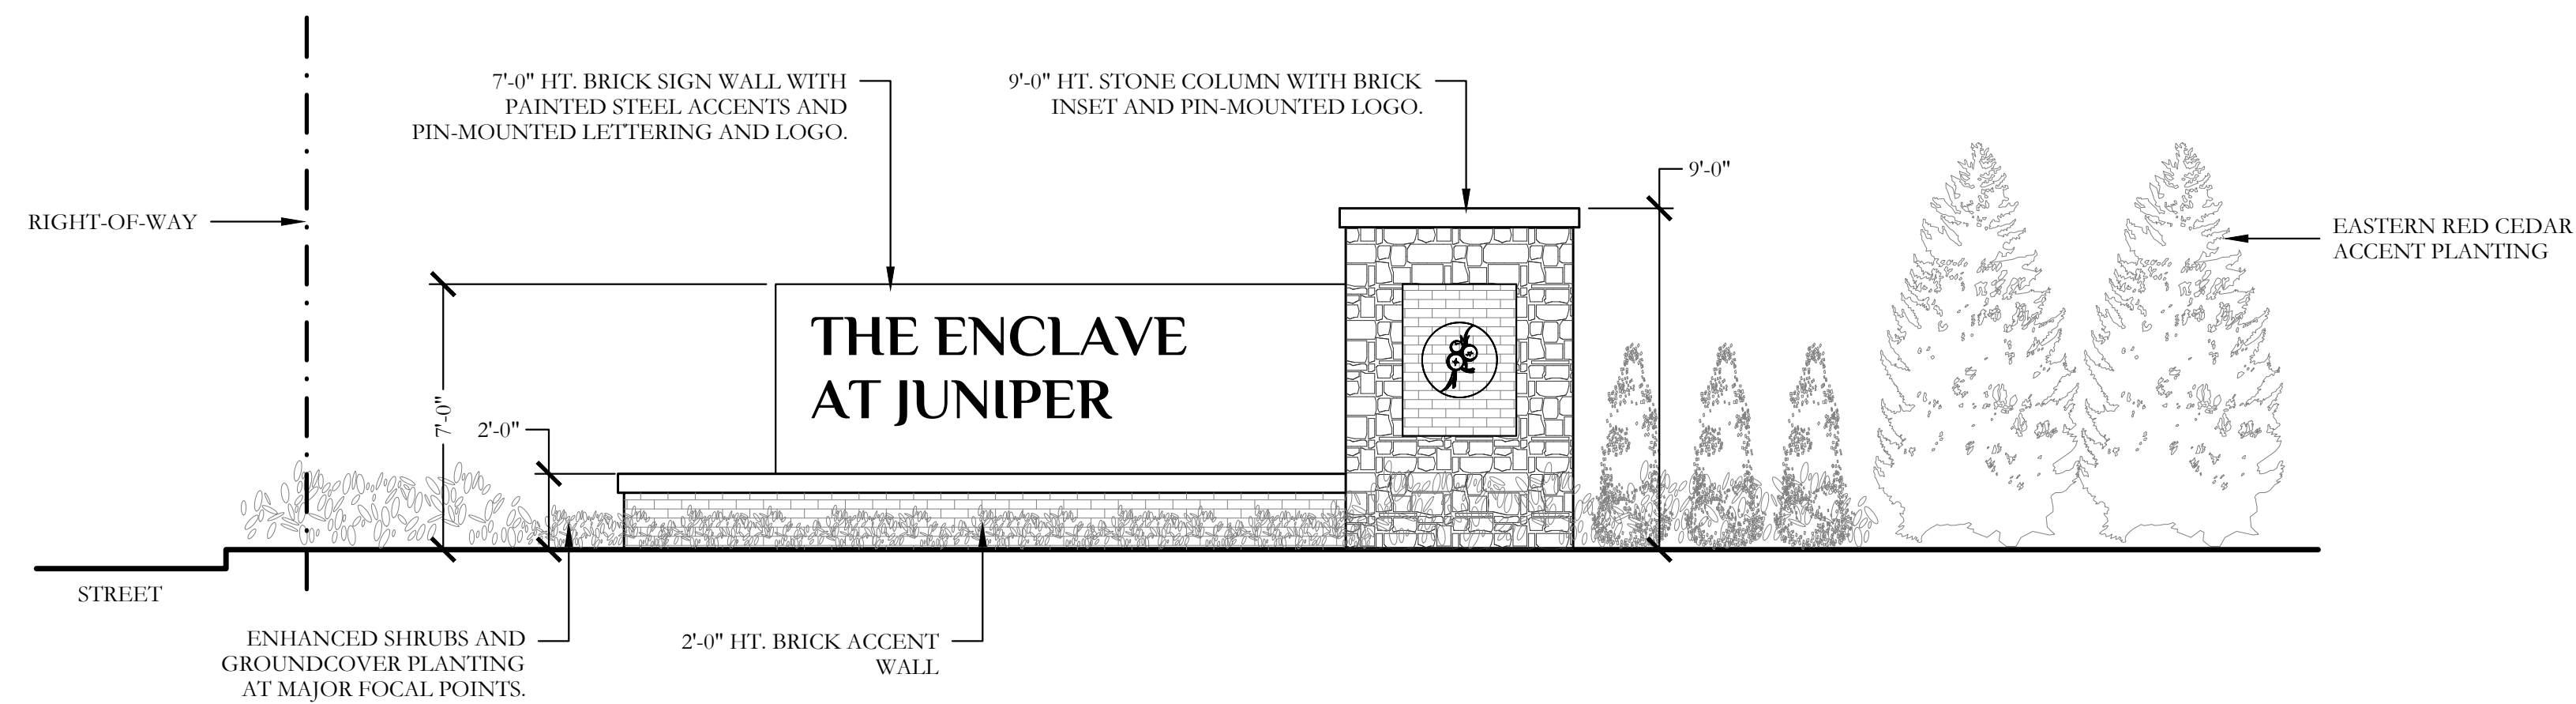 7'-0" HT. BRICK SIGN WALL WITH
PAINTED STEEL ACCENTS AND
PIN-MOUNTED LETTERING AND LOGO.
9'-0" HT. STONE COLUMN WITH BRICK
INSET AND PIN-MOUNTED LOGO.
9'-0"
RIGHT-OF-WAY
EASTERN RED CEDAR
ACCENT PLANTING
THE ENCLAVE
AT JUNIPER
7'-0"
2'-0"
STREET
ENHANCED SHRUBS AND
GROUNDCOVER PLANTING
AT MAJOR FOCAL POINTS.
2'-0" HT. BRICK ACCENT
WALL